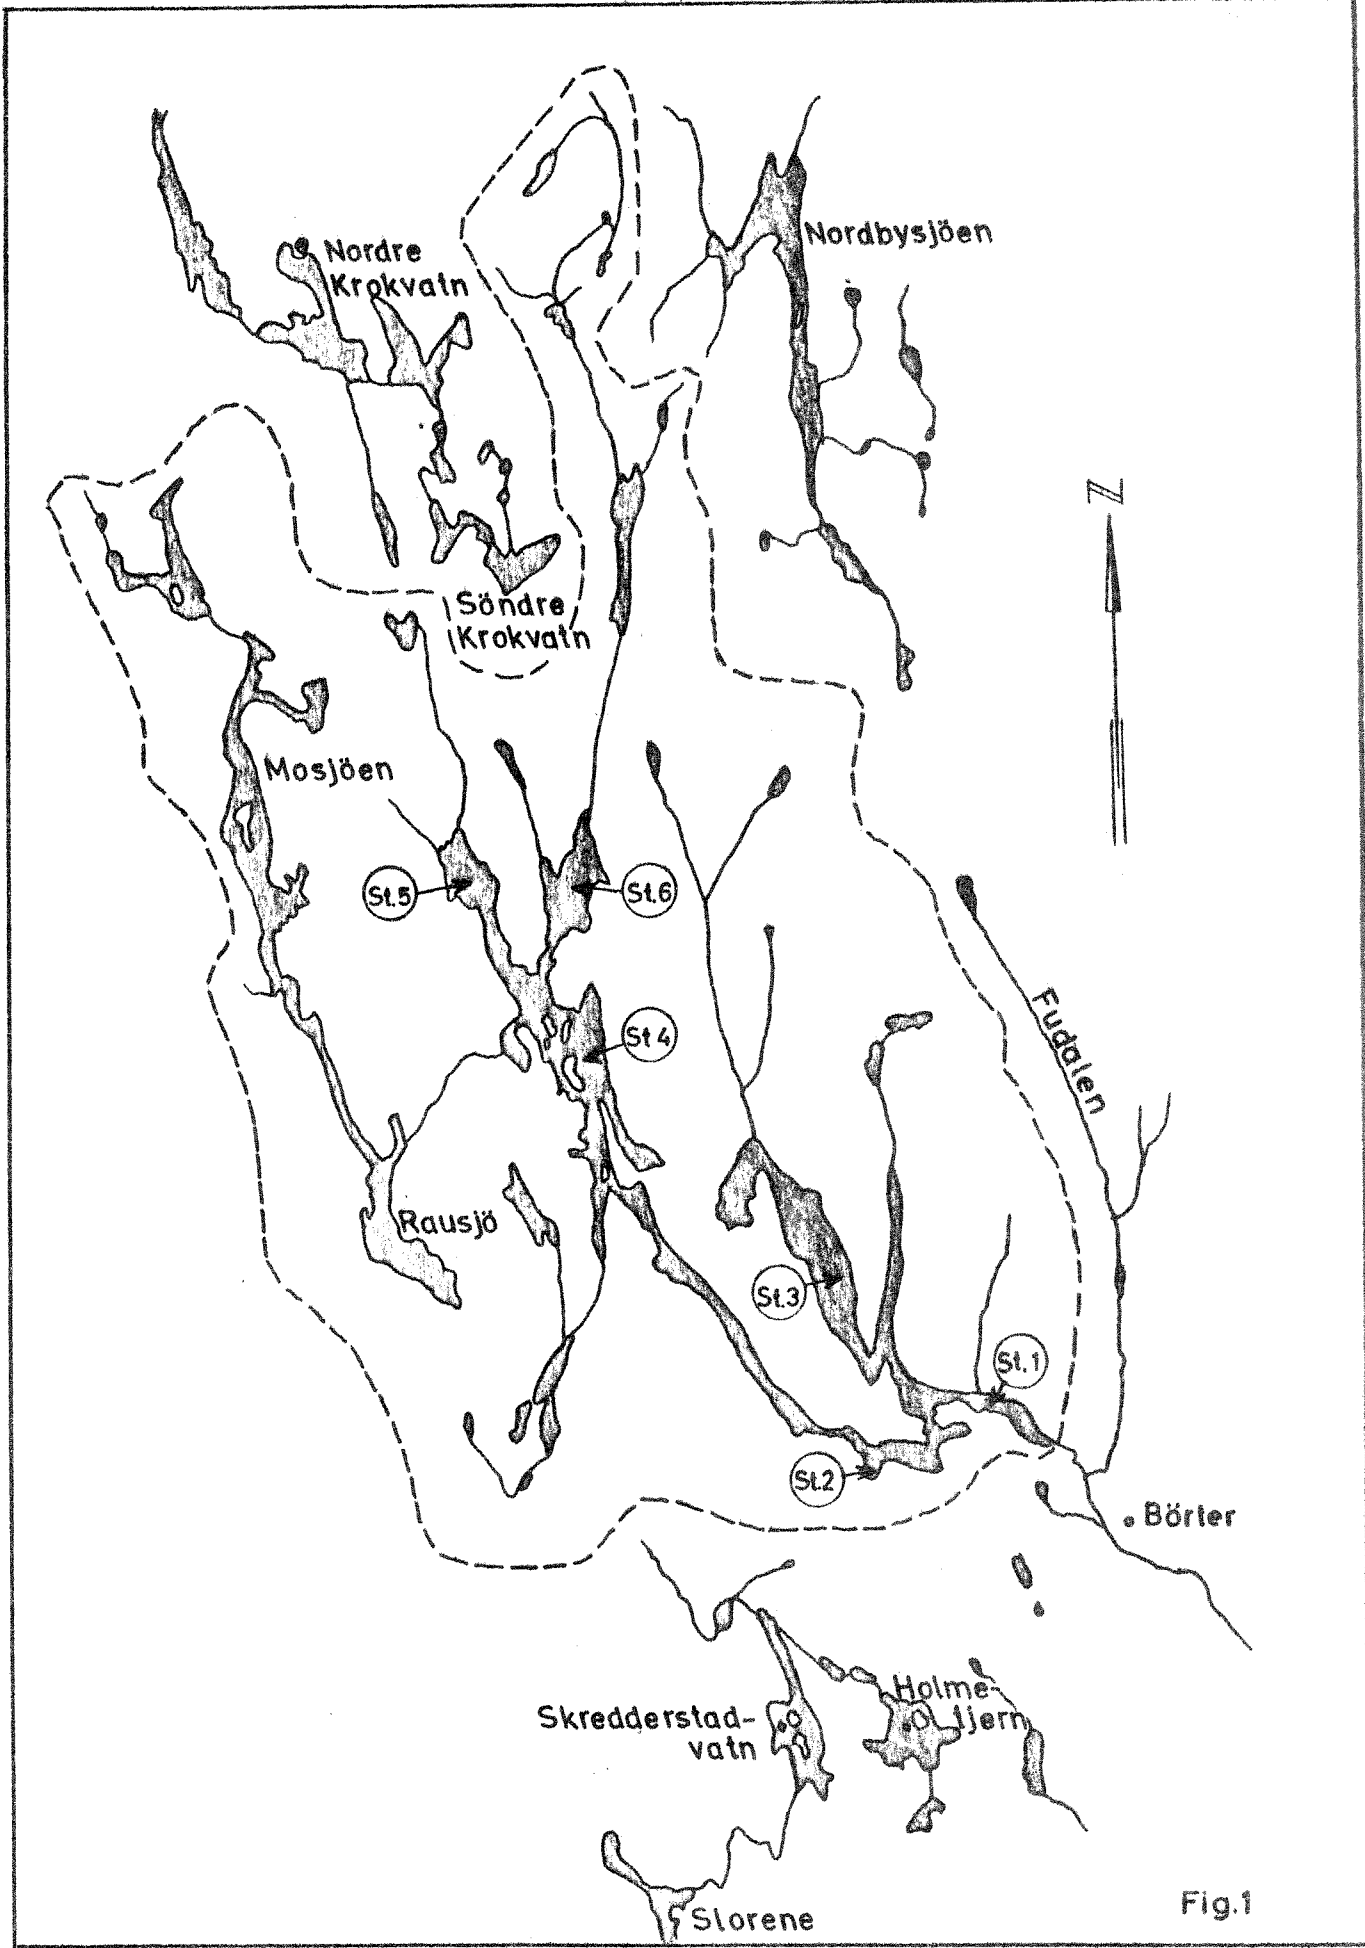 Nordbysjöen
Nordre
Krokvatn
N
Söndre
Krokvatn
Mosjöen
St.5
St.6
St 4
Fudalen
Rausjö
St.3
St.1
St.2
Börter
Holme-
tjern
Skredderstad-
vatn
Slorene
Fig.1